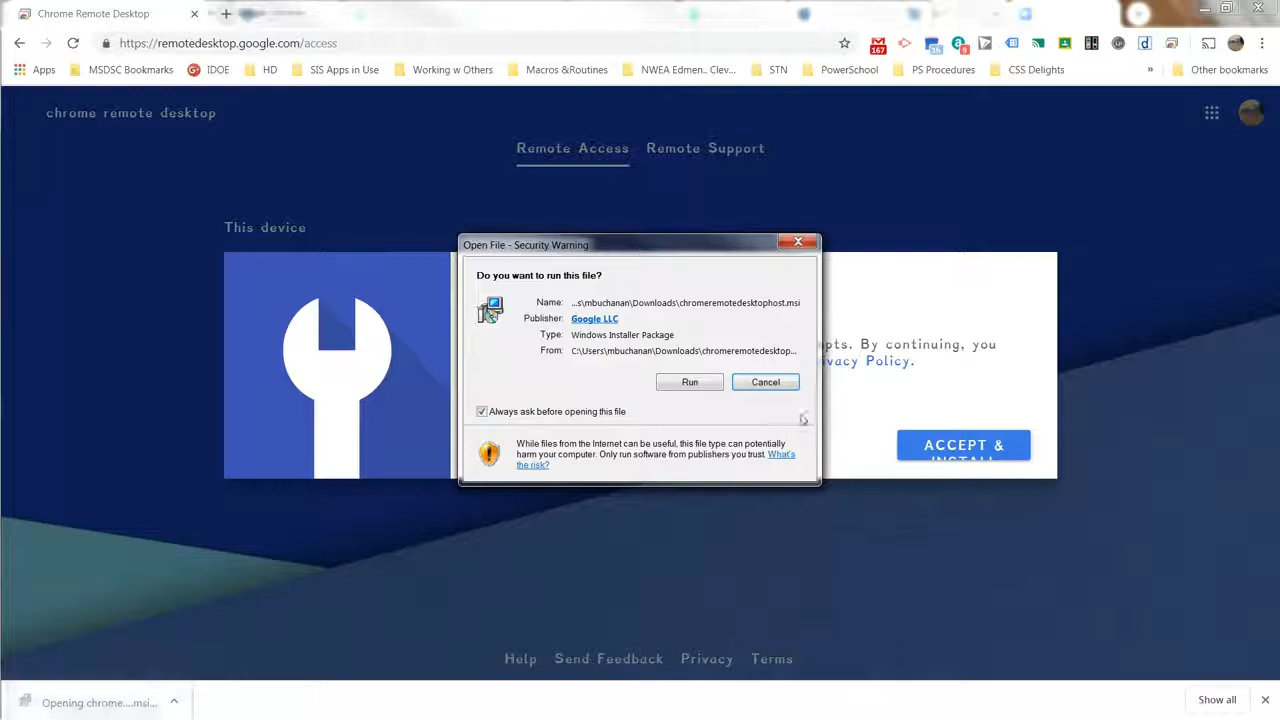 Chrome Remote Desktop
https://remotedesktop.google.com/access
167
9
Apps
MSDSC Bookmarks
IDOE
HD
SIS Apps in Use
Working w Others
Macros &Routines
NWEA Edmen.. Clev...
STN
PowerSchool
PS Procedures
CSS Delights
»
Other bookmarks
chrome remote desktop
Remote Access
Remote Support
This device
Open File - Security Warning
Do you want to run this file?
Name: ...s\mbuchanan\Downloads\chromeremotedesktophost.msi
Publisher: Google LLC
Type: Windows Installer Package
From: C:\Users\mbuchanan\Downloads\chromeremotedesktop...
Run
Cancel
Always ask before opening this file
While files from the Internet can be useful, this file type can potentially
harm your computer. Only run software from publishers you trust. What's
the risk?
pts. By continuing, you
ivacy Policy.
ACCEPT &
INSTALL
Help
Send Feedback
Privacy
Terms
Opening chrome....msi...
Show all